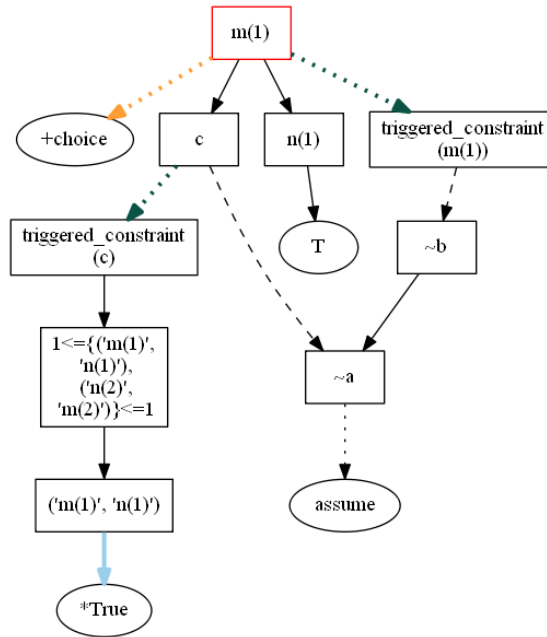 m(1)
+choice
c
n(1)
triggered_constraint
(m(1))
triggered_constraint
(c)
T
~b
1<={('m(1)',
'n(1)'),
('n(2)',
'm(2)')}<=1
~a
('m(1)', 'n(1)')
assume
*True